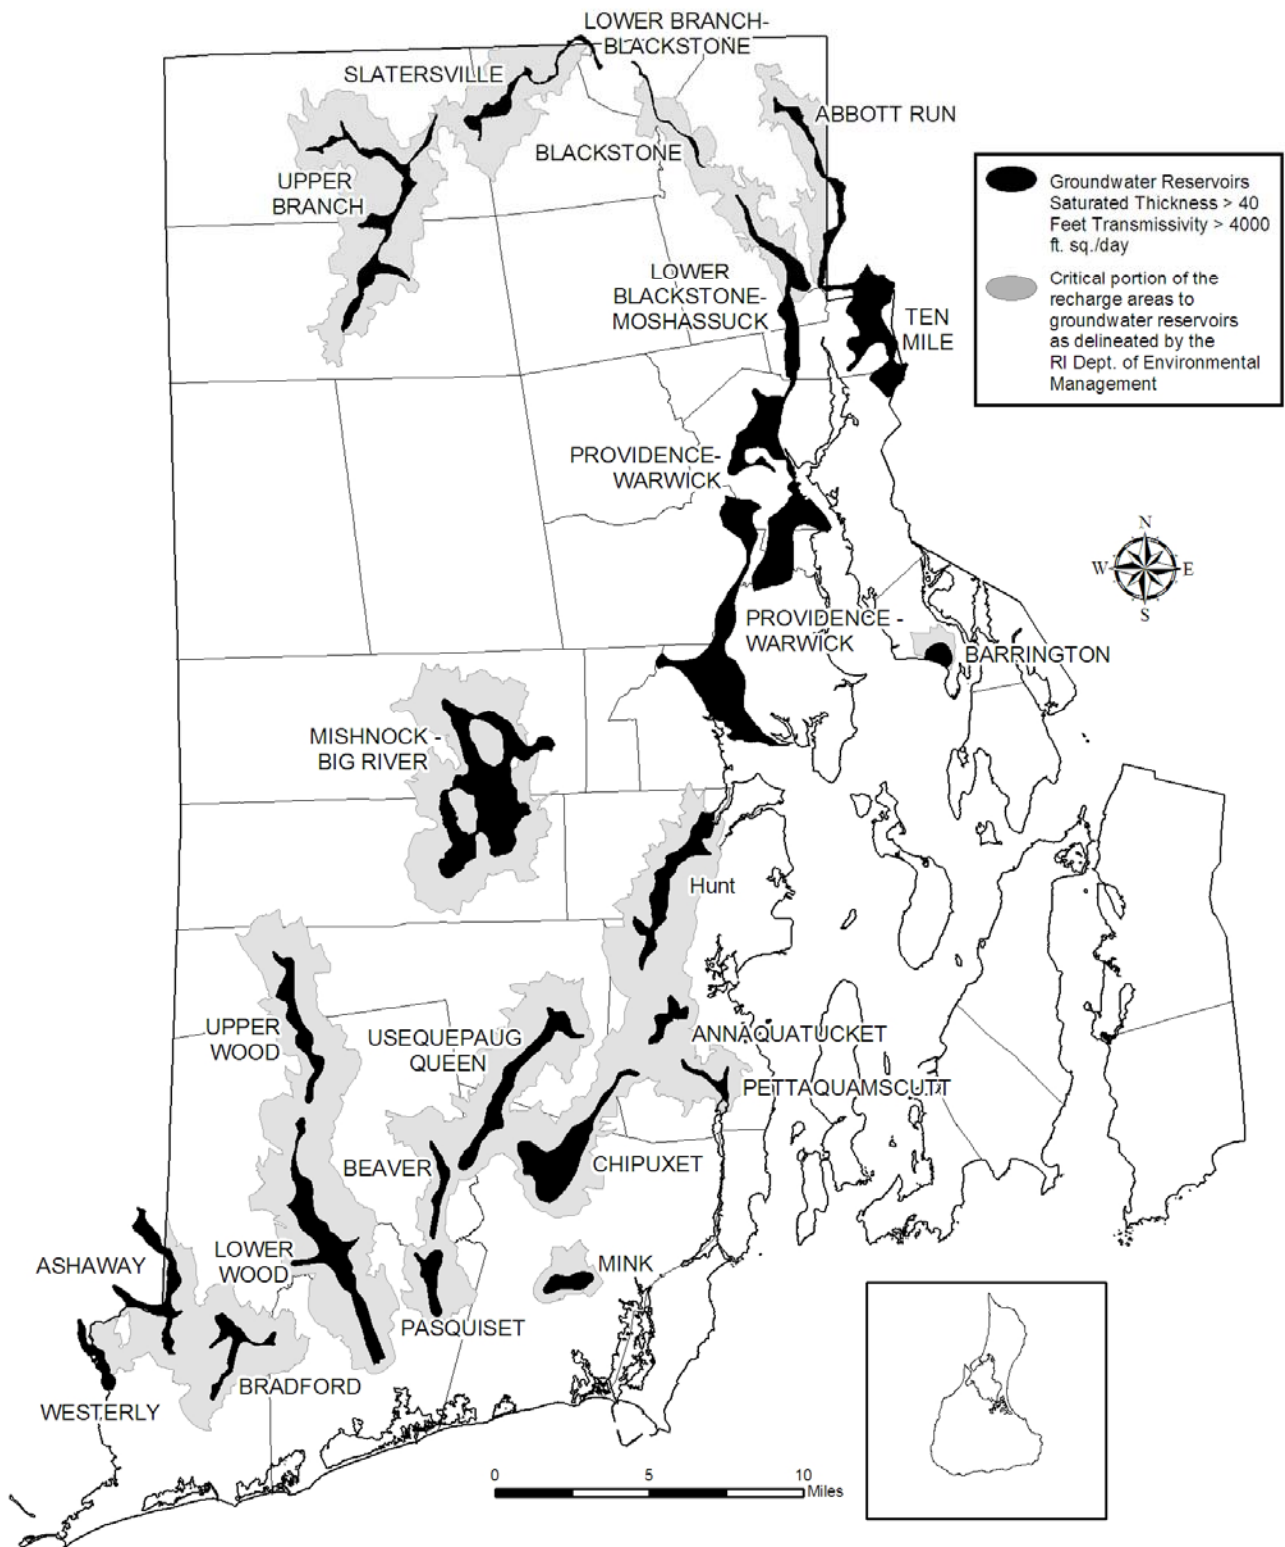 LOWER BRANCH-
BLACKSTONE
SLATERSVILLE
ABBOTT RUN
BLACKSTONE
UPPER
BRANCH
Groundwater Reservoirs
Saturated Thickness > 40
Feet Transmissivity > 4000
ft. sq./day
Critical portion of the
recharge areas to
groundwater reservoirs
as delineated by the
RI Dept. of Environmental
Management
LOWER
BLACKSTONE-
MOSHASSUCK
TEN
MILE
PROVIDENCE-
WARWICK
N
W E
S
PROVIDENCE -
WARWICK
BARRINGTON
MISHNOCK -
BIG RIVER
Hunt
UPPER
WOOD
USEQUEPAUG
QUEEN
ANNAQUATUCKET
PETTAQUAMSCUTT
BEAVER
CHIPUXET
ASHAWAY
LOWER
WOOD
MINK
PASQUISET
BRADFORD
WESTERLY
0 5 10
Miles